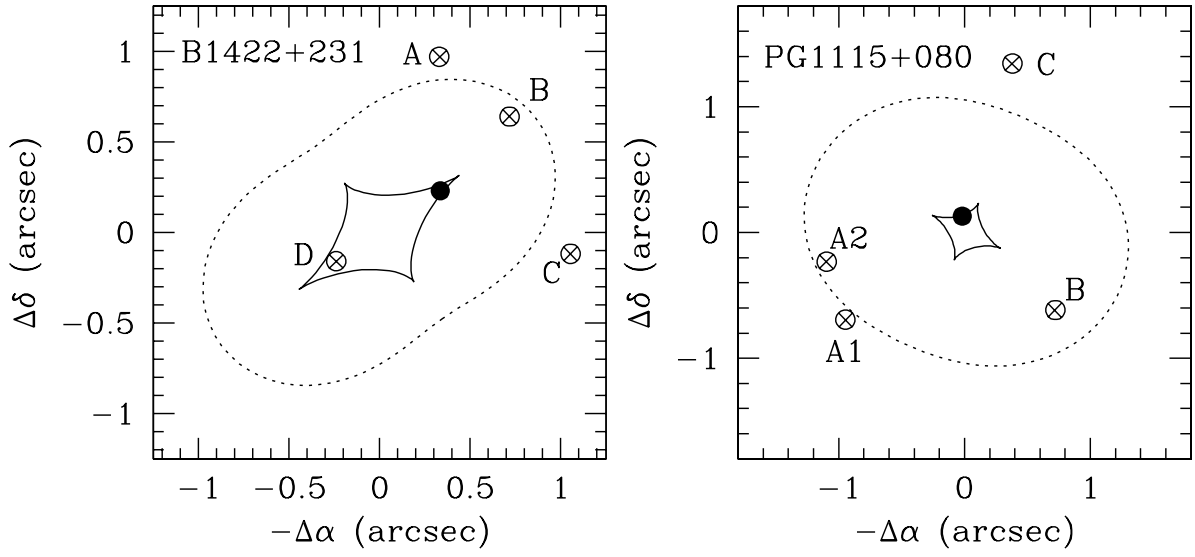 B1422+231
A
B
C
D
1
0.5
0
−0.5
−1
−1
−0.5
0
0.5
1
Δδ (arcsec)
−Δα (arcsec)
PG1115+080
C
A2
B
A1
1
0
−1
−1
0
1
Δδ (arcsec)
−Δα (arcsec)